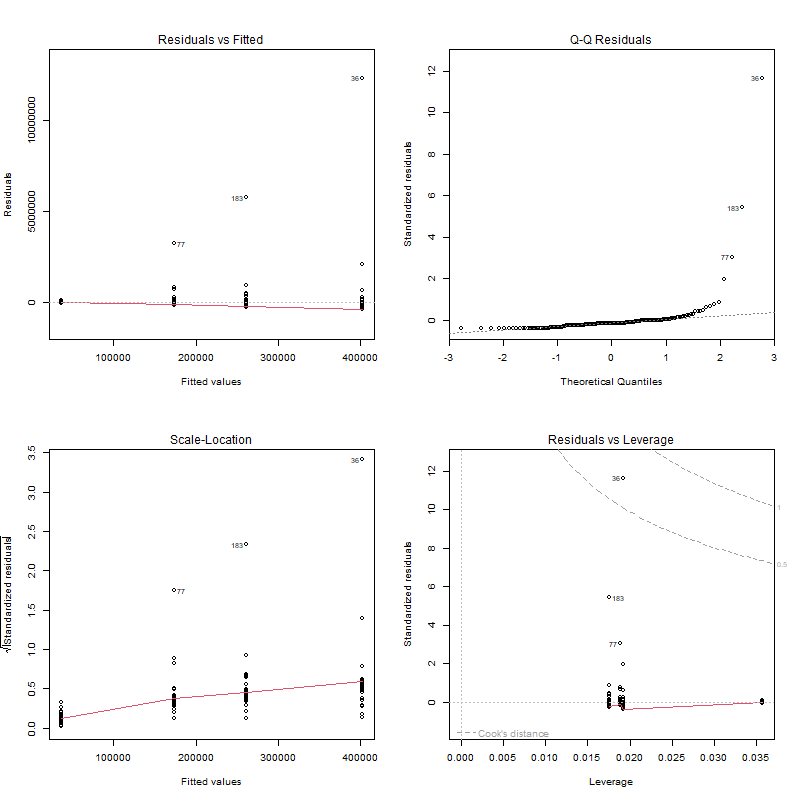 Residuals vs Fitted
Residuals
0 5000000 10000000
36
183
77
100000 200000 300000 400000
Fitted values
Q-Q Residuals
Standardized residuals
0 2 4 6 8 10 12
36
183
77
-3 -2 -1 0 1 2 3
Theoretical Quantiles
Scale-Location
√|Standardized residuals|
0.0 0.5 1.0 1.5 2.0 2.5 3.0 3.5
36
183
77
100000 200000 300000 400000
Fitted values
Residuals vs Leverage
Standardized residuals
0 2 4 6 8 10 12
36
183
77
1
0.5
Cook's distance
0.000 0.005 0.010 0.015 0.020 0.025 0.030 0.035
Leverage